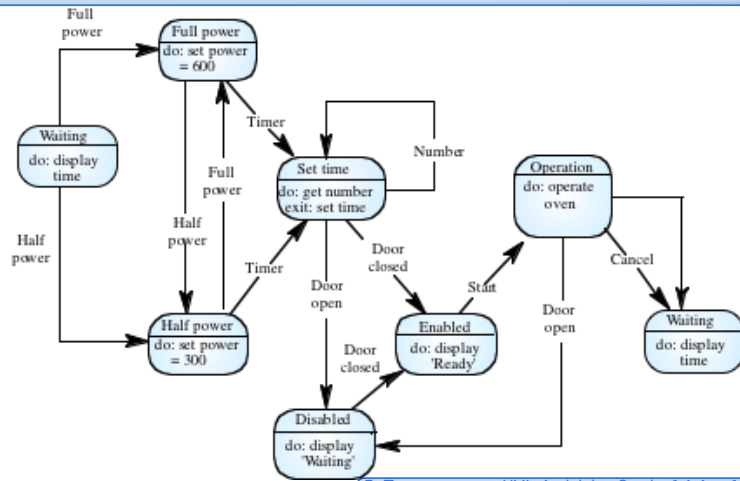 Full
power
Full power
do: set power
= 600
Timer
Waiting
do: display
time
Number
Set time
do: get number
exit: set time
Operation
do: operate
oven
Full
power
Half
power
Half
power
Timer
Door
open
Door
closed
Start
Cancel
Door
open
Half power
do: set power
= 300
Enabled
do: display
'Ready'
Waiting
do: display
time
Door
closed
Disabled
do: display
'Waiting'